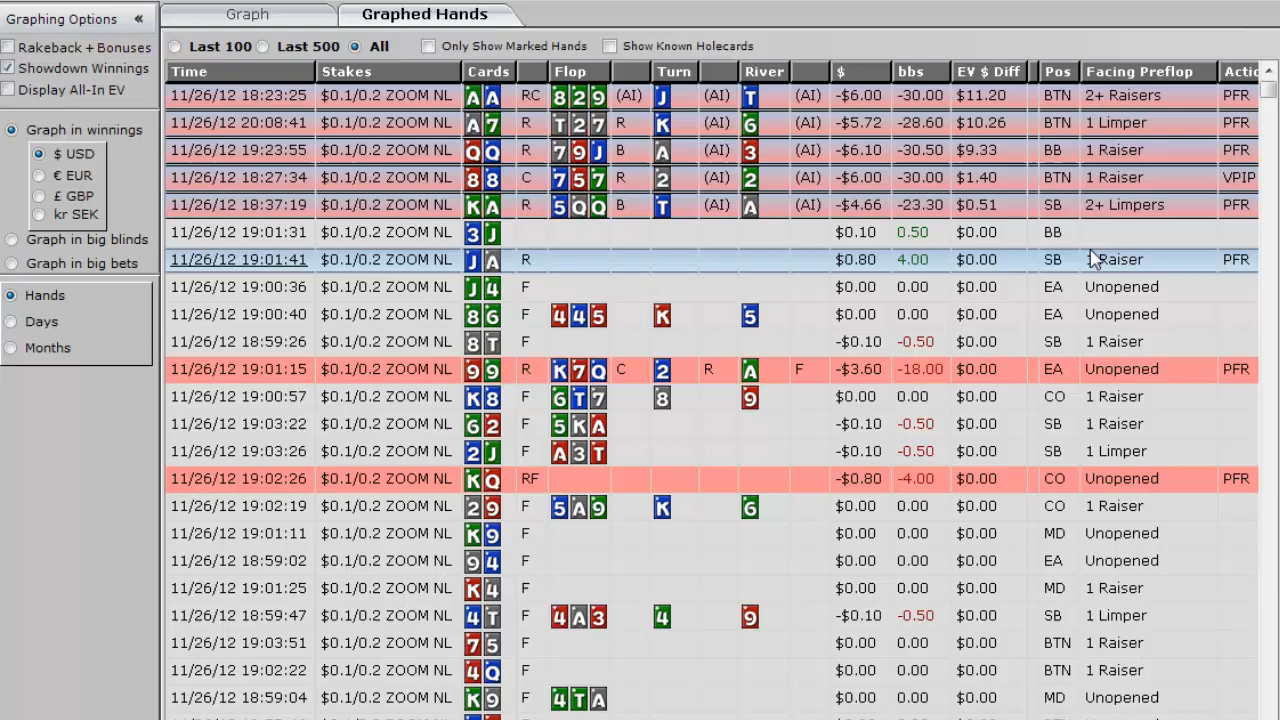 Graphing Options «
Rakeback + Bonuses
Showdown Winnings
Display All-In EV
Graph in winnings
$ USD
€ EUR
£ GBP
kr SEK
Graph in big blinds
Graph in big bets
Hands
Days
Months
Graph Graphed Hands
Last 100 Last 500 All Only Show Marked Hands Show Known Holecards
Time Stakes Cards Flop Turn River $ bbs EV $ Diff Pos Facing Preflop Actio
11/26/12 18:23:25 $0.1/0.2 ZOOM NL A A RC 8 2 9 (AI) J (AI) T (AI) -$6.00 -30.00 $11.20 BTN 2+ Raisers PFR
11/26/12 20:08:41 $0.1/0.2 ZOOM NL A 7 R T 2 7 R K (AI) 6 (AI) -$5.72 $10.26 BTN 1 Limper PFR
11/26/12 19:23:55 $0.1/0.2 ZOOM NL Q Q R 7 9 J B A (AI) 3 (AI) -$6.10 $9.33 BB 1 Raiser PFR
11/26/12 18:27:34 $0.1/0.2 ZOOM NL 8 8 C 7 5 7 R 2 (AI) 2 (AI) -$6.00 -30.00 $1.40 BTN 1 Raiser VPIP
11/26/12 18:37:19 $0.1/0.2 ZOOM NL K A R 5 Q Q B T (AI) A (AI) -$4.66 -23.30 $0.51 SB 2+ Limpers PFR
11/26/12 19:01:31 $0.1/0.2 ZOOM NL 3 J $0.10 0.50 $0.00 BB
11/26/12 19:01:41 $0.1/0.2 ZOOM NL J A R $0.80 4.00 $0.00 SB 1 Raiser PFR
11/26/12 19:00:36 $0.1/0.2 ZOOM NL J 4 F $0.00 0.00 $0.00 EA Unopened
11/26/12 19:00:40 $0.1/0.2 ZOOM NL 8 6 F 4 4 5 K 5 $0.00 0.00 $0.00 EA Unopened
11/26/12 18:59:26 $0.1/0.2 ZOOM NL 8 T F -$0.10 -0.50 $0.00 SB 1 Raiser
11/26/12 19:01:15 $0.1/0.2 ZOOM NL 9 9 R K 7 Q C 2 R A F -$3.60 -18.00 $0.00 EA Unopened PFR
11/26/12 19:00:57 $0.1/0.2 ZOOM NL K 8 F 6 T 7 8 9 $0.00 0.00 $0.00 CO 1 Raiser
11/26/12 19:03:22 $0.1/0.2 ZOOM NL 6 2 F 5 K A -$0.10 -0.50 $0.00 SB 1 Raiser
11/26/12 19:03:26 $0.1/0.2 ZOOM NL 2 J F A 3 T -$0.10 -0.50 $0.00 SB 1 Limper
11/26/12 19:02:26 $0.1/0.2 ZOOM NL K Q RF -$0.80 -4.00 $0.00 CO Unopened PFR
11/26/12 19:02:19 $0.1/0.2 ZOOM NL 2 9 F 5 A 9 K 6 $0.00 0.00 $0.00 CO 1 Raiser
11/26/12 19:01:11 $0.1/0.2 ZOOM NL K 9 F $0.00 0.00 $0.00 MD Unopened
11/26/12 18:59:02 $0.1/0.2 ZOOM NL 9 4 F $0.00 0.00 $0.00 EA Unopened
11/26/12 19:01:25 $0.1/0.2 ZOOM NL K 4 F $0.00 0.00 $0.00 MD 1 Raiser
11/26/12 18:59:47 $0.1/0.2 ZOOM NL 4 T F 4 A 3 4 9 -$0.10 -0.50 $0.00 SB 1 Limper
11/26/12 19:03:51 $0.1/0.2 ZOOM NL 7 5 F $0.00 0.00 $0.00 BTN 1 Raiser
11/26/12 19:02:22 $0.1/0.2 ZOOM NL 4 Q F $0.00 0.00 $0.00 BTN 1 Raiser
11/26/12 18:59:04 $0.1/0.2 ZOOM NL K 9 F 4 T A $0.00 0.00 $0.00 MD Unopened